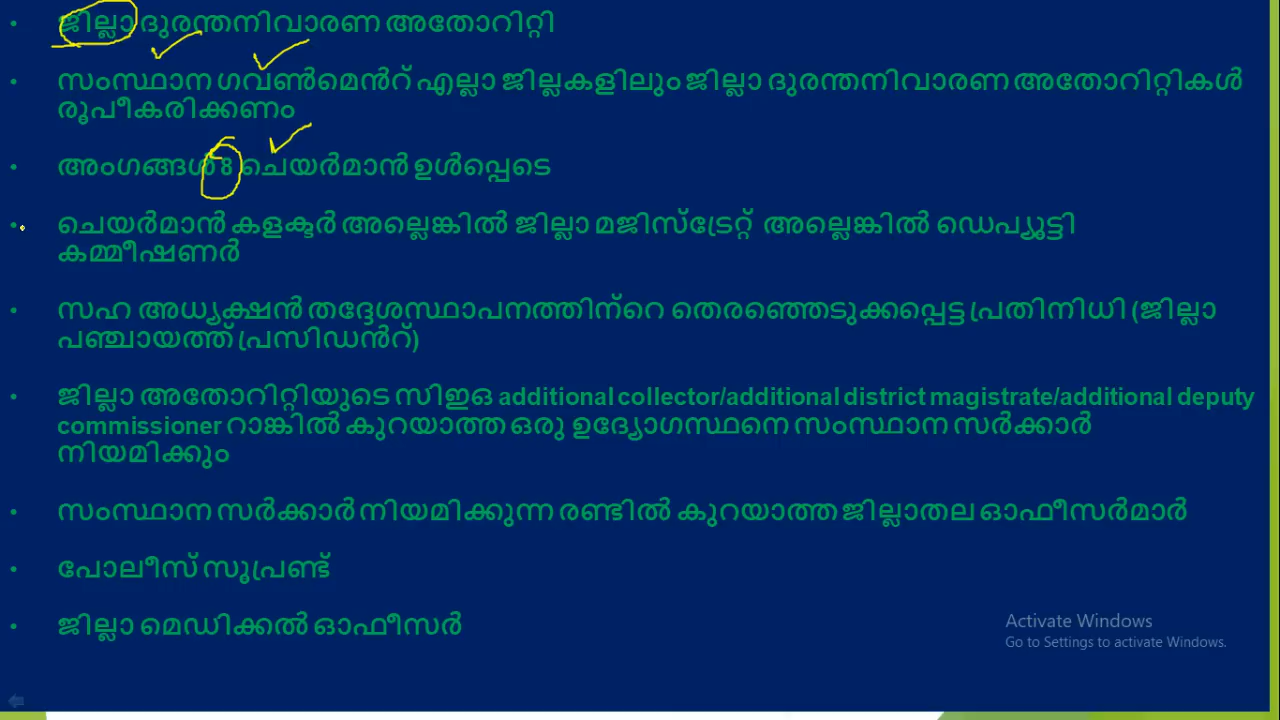 • ജില്ലാ ദുരന്തനിവാരണ അതോറിറ്റി
• സംസ്ഥാന ഗവൺമെൻറ് എല്ലാ ജില്ലകളിലും ജില്ലാ ദുരന്തനിവാരണ അതോറിറ്റികൾ
രൂപീകരിക്കണം
• അംഗങ്ങൾ 8 ചെയർമാൻ ഉൾപ്പെടെ
• ചെയർമാൻ കളക്ടർ അല്ലെങ്കിൽ ജില്ലാ മജിസ്ട്രേറ്റ് അല്ലെങ്കിൽ ഡെപ്യൂട്ടി
കമ്മീഷണർ
• സഹ അധ്യക്ഷൻ തദ്ദേശസ്ഥാപനത്തിന്റെ തെരഞ്ഞെടുക്കപ്പെട്ട പ്രതിനിധി (ജില്ലാ
പഞ്ചായത്ത് പ്രസിഡൻറ്)
• ജില്ലാ അതോറിറ്റിയുടെ സിഇഒ additional collector/additional district magistrate/additional deputy
commissioner റാങ്കിൽ കുറയാത്ത ഒരു ഉദ്യോഗസ്ഥനെ സംസ്ഥാന സർക്കാർ
നിയമിക്കും
• സംസ്ഥാന സർക്കാർ നിയമിക്കുന്ന രണ്ടിൽ കുറയാത്ത ജില്ലാതല ഓഫീസർമാർ
• പോലീസ് സൂപ്രണ്ട്
• ജില്ലാ മെഡിക്കൽ ഓഫീസർ
Activate Windows
Go to Settings to activate Windows.